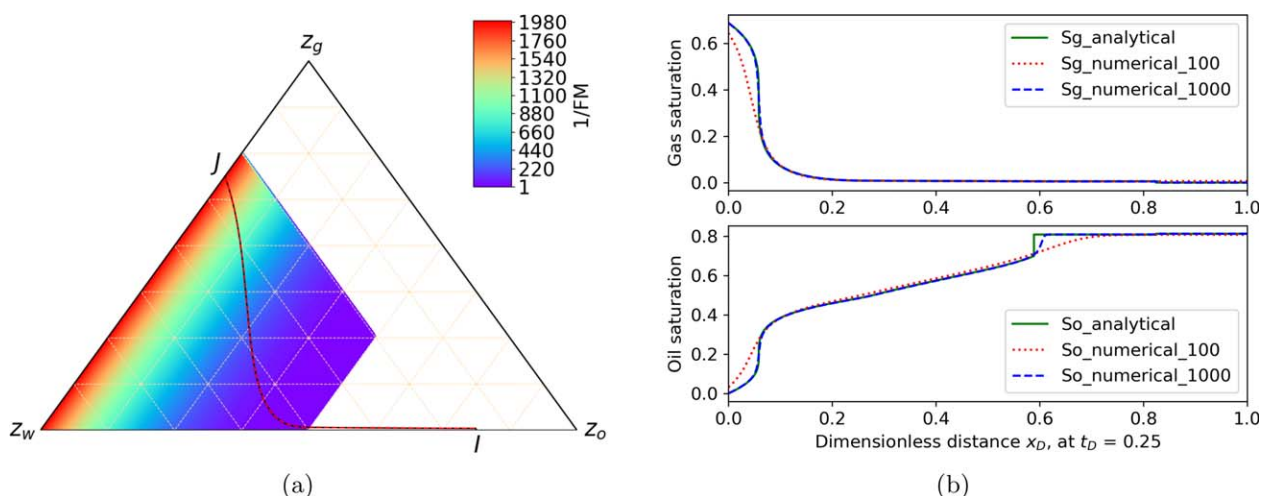 1980
1760
1540
1320
1100
880
660
440
220
1
1/FM
z_g
J
z_w
z_o
I
(a)
Gas saturation
0.6
0.4
0.2
0.0
Sg_analytical
Sg_numerical_100
Sg_numerical_1000
0.0 0.2 0.4 0.6 0.8 1.0
Oil saturation
0.8
0.6
0.4
0.2
0.0
So_analytical
So_numerical_100
So_numerical_1000
0.0 0.2 0.4 0.6 0.8 1.0
Dimensionless distance x_D, at t_D = 0.25
(b)